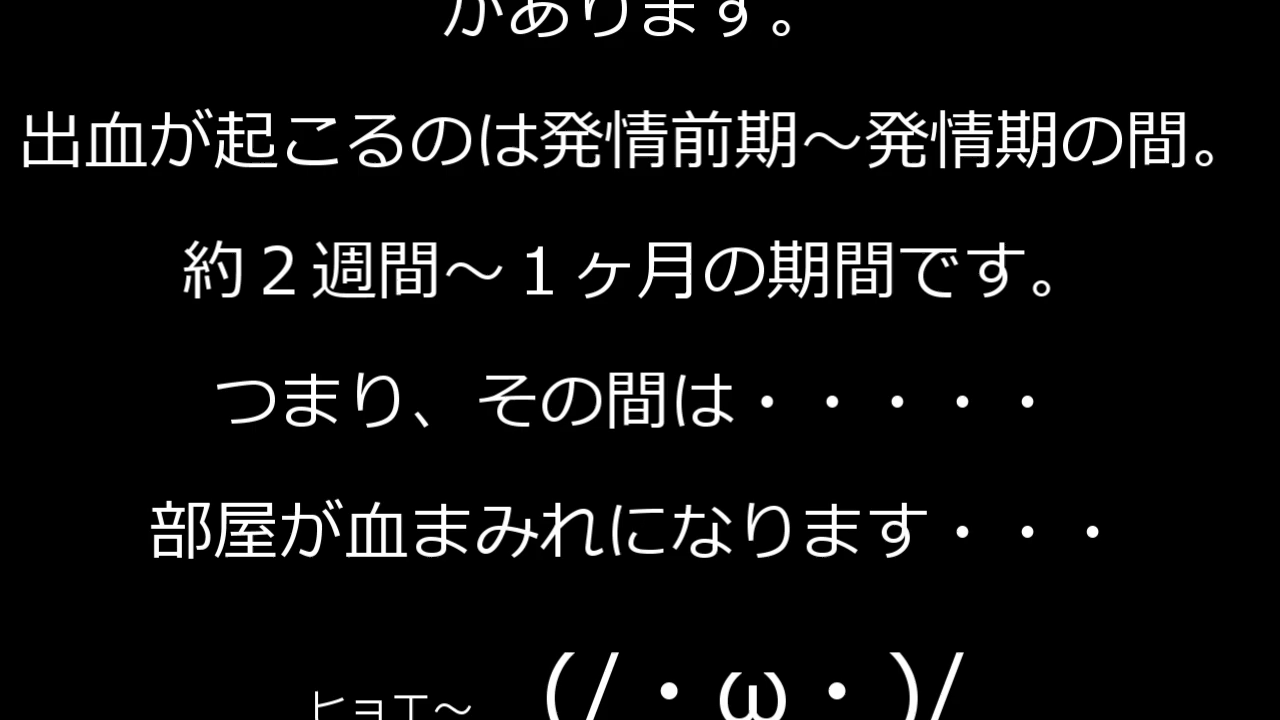 があります。
出血が起こるのは発情前期～発情期の間。
約２週間～１ヶ月の期間です。
つまり、その間は・・・・・
部屋が血まみれになります・・・
ヒョエ～　(/・ω・)/